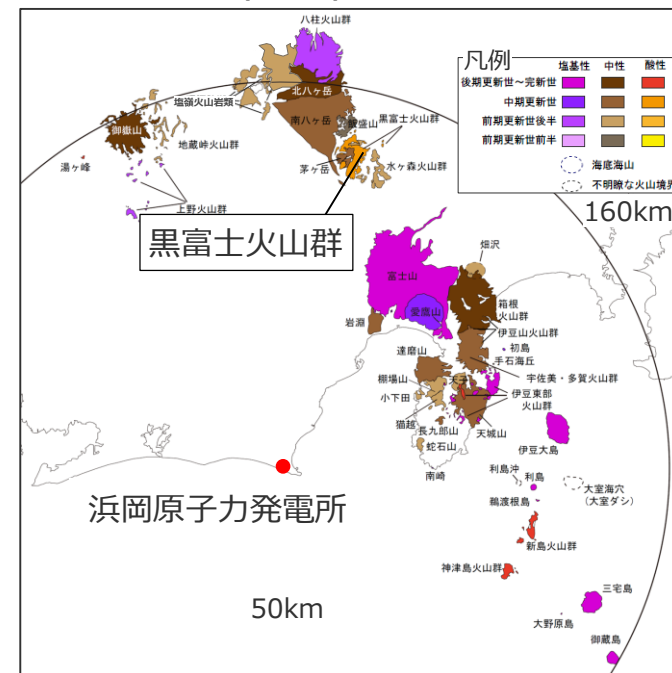 八柱火山群
凡例
塩基性 中性 酸性
後期更新世～完新世
中期更新世
前期更新世後半
前期更新世前半
海底海山
不明瞭な火山境界
160km
塩嶺火山岩類
北八ヶ岳
御嶽山
南八ヶ岳
飯盛山
黒富士火山群
地蔵峠火山群
湯ヶ峰
茅ヶ岳
水ヶ森火山群
上野火山群
黒富士火山群
畑沢
富士山
愛鷹山
箱根
火山群
岩淵
伊豆山火山群
初島
達磨山
手石海丘
棚場山
天子
宇佐美・多賀火山群
小下田
伊豆東部
火山群
猫越
長九郎山
天城山
蛇石山
伊豆大島
南崎
利島沖
利島
大室海穴
(大室ダシ)
鵜渡根島
浜岡原子力発電所
新島火山群
神津島火山群
50km
三宅島
大野原島
御蔵島